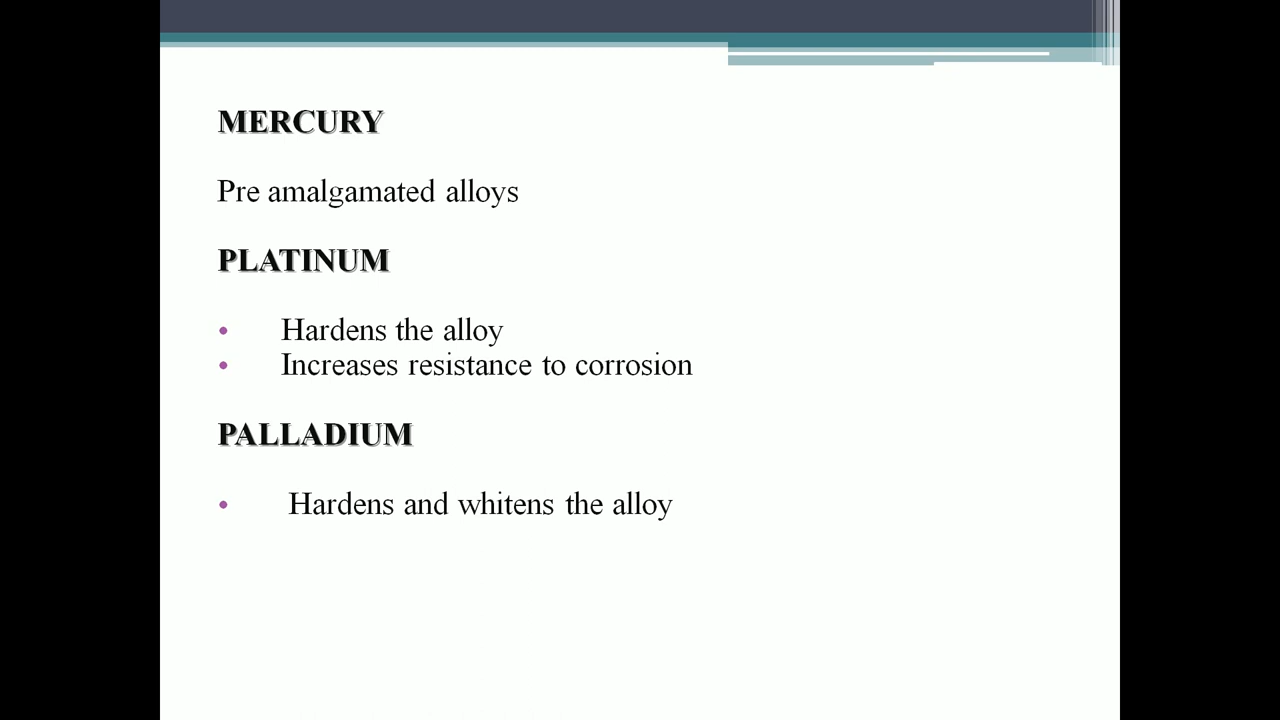 MERCURY
Pre amalgamated alloys
PLATINUM
• Hardens the alloy
• Increases resistance to corrosion
PALLADIUM
• Hardens and whitens the alloy